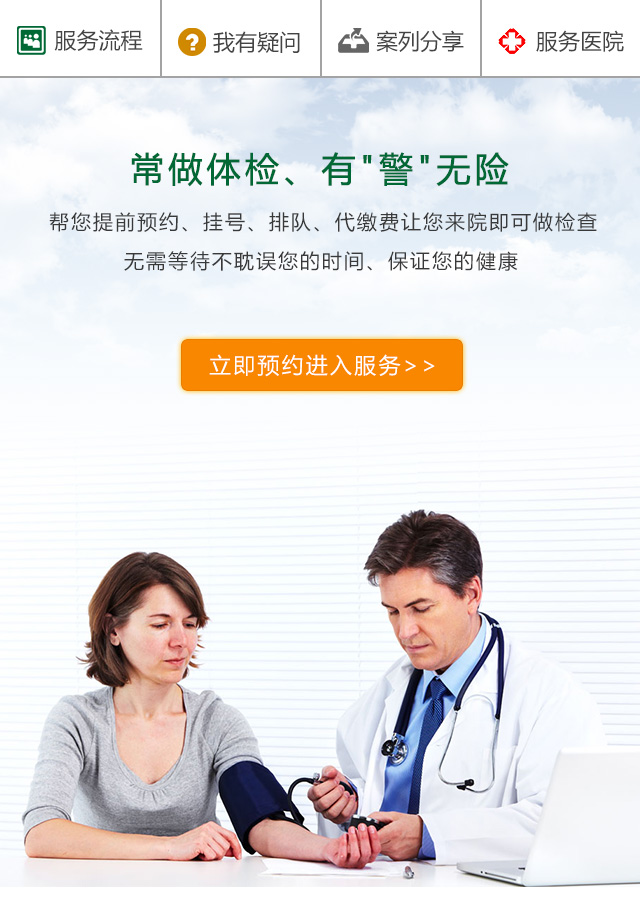 服务流程
我有疑问
案列分享
服务医院
常做体检、有"警"无险
帮您提前预约、挂号、排队、代缴费让您来院即可做检查
无需等待不耽误您的时间、保证您的健康
立即预约进入服务>>